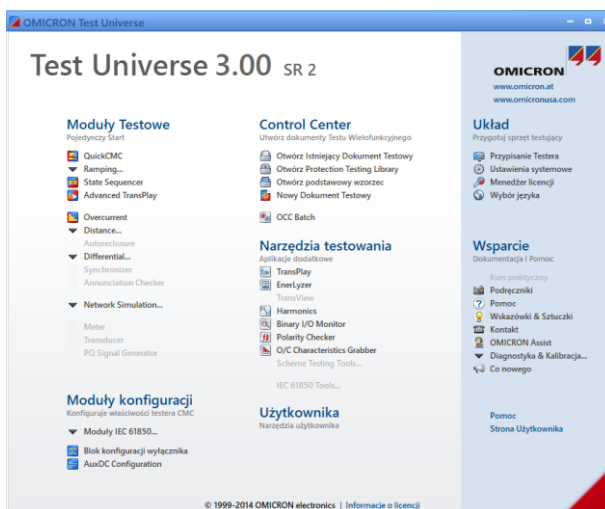 OMICRON Test Universe
Test Universe 3.00 SR 2
Moduły Testowe
Pojedynczy Start
QuickCMC
Ramping...
State Sequencer
Advanced TransPlay
Overcurrent
Distance...
Autoreclosure
Differential...
Synchronizer
Annunciation Checker
Network Simulation...
Meter
Transducer
PQ Signal Generator
Moduły konfiguracji
Konfiguruje właściwości testera CMC
Moduły IEC 61850...
Blok konfiguracji wyłącznika
AuxDC Configuration
Control Center
Utwórz dokumenty Testu Wielofunkcyjnego
Otwórz Istniejący Dokument Testowy
Otwórz Protection Testing Library
Otwórz podstawowy wzorzec
Nowy Dokument Testowy
OCC Batch
Narzędzia testowania
Aplikacje dodatkowe
TransPlay
EnerLyzer
TransView
Harmonics
Binary I/O Monitor
Polarity Checker
O/C Characteristics Grabber
Scheme Testing Tools...
IEC 61850 Tools...
Użytkownika
Narzędzia użytkownika
OMICRON
www.omicron.at
www.omicronusa.com
Układ
Przygotuj sprzęt testujący
Przypisanie Testera
Ustawienia systemowe
Menedżer licencji
Wybór języka
Wsparcie
Dokumentacja i Pomoc
Kurs praktyczny
Podręczniki
Pomoc
Wskazówki & Sztuczki
Kontakt
OMICRON Assist
Diagnostyka & Kalibracja...
Co nowego
Pomoc
Strona Użytkownika
© 1999-2014 OMICRON electronics | Informacje o licencji